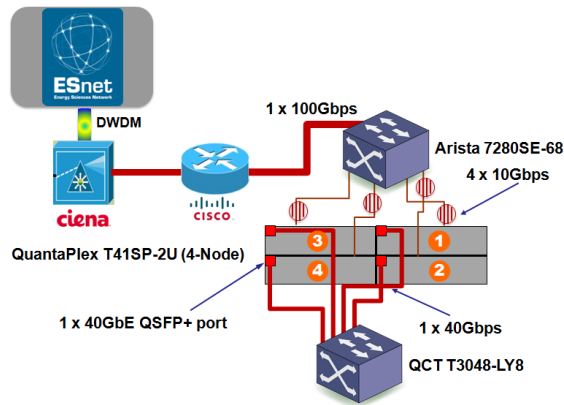 ESnet
Energy Sciences Network
DWDM
ciena
CISCO
1 x 100Gbps
Arista 7280SE-68
4 x 10Gbps
QuantaPlex T41SP-2U (4-Node)
3
1
4
2
1 x 40GbE QSFP+ port
1 x 40Gbps
QCT T3048-LY8